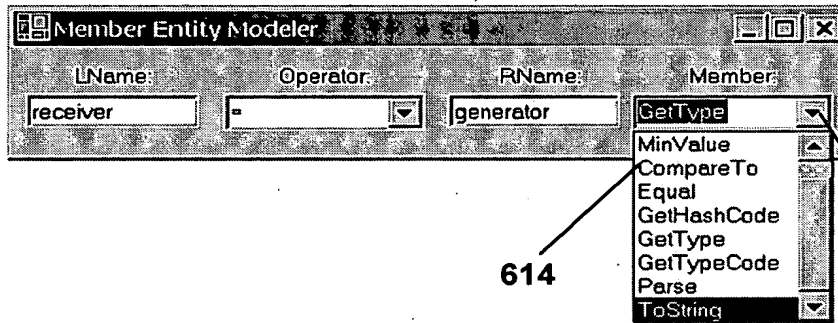 Member Entity Modeler
LName: Operator: RName: Member:
receiver = generator GetType
MinValue
CompareTo
Equal
GetHashCode
GetType
GetTypeCode
Parse
ToString
614